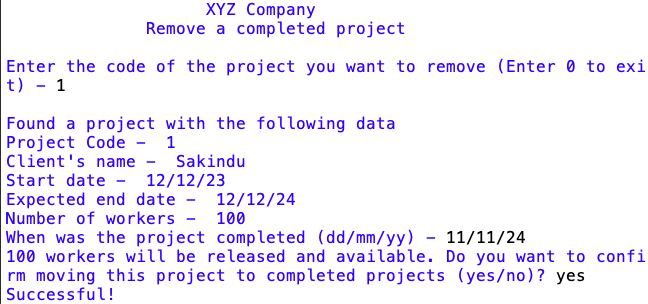 XYZ Company
Remove a completed project
Enter the code of the project you want to remove (Enter 0 to exi
t) – 1
Found a project with the following data
Project Code –  1
Client's name –  Sakindu
Start date –  12/12/23
Expected end date –  12/12/24
Number of workers –  100
When was the project completed (dd/mm/yy) – 11/11/24
100 workers will be released and available. Do you want to confi
rm moving this project to completed projects (yes/no)? yes
Successful!